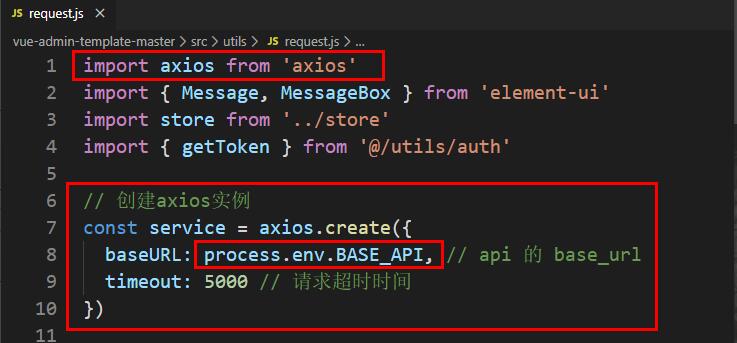 JS request.js ×
vue-admin-template-master > src > utils > JS request.js > ...
1 import axios from 'axios'
2 import { Message, MessageBox } from 'element-ui'
3 import store from '../store'
4 import { getToken } from '@/utils/auth'
5
6 // 创建axios实例
7 const service = axios.create({
8 baseURL: process.env.BASE_API, // api 的 base_url
9 timeout: 5000 // 请求超时时间
10 })
11